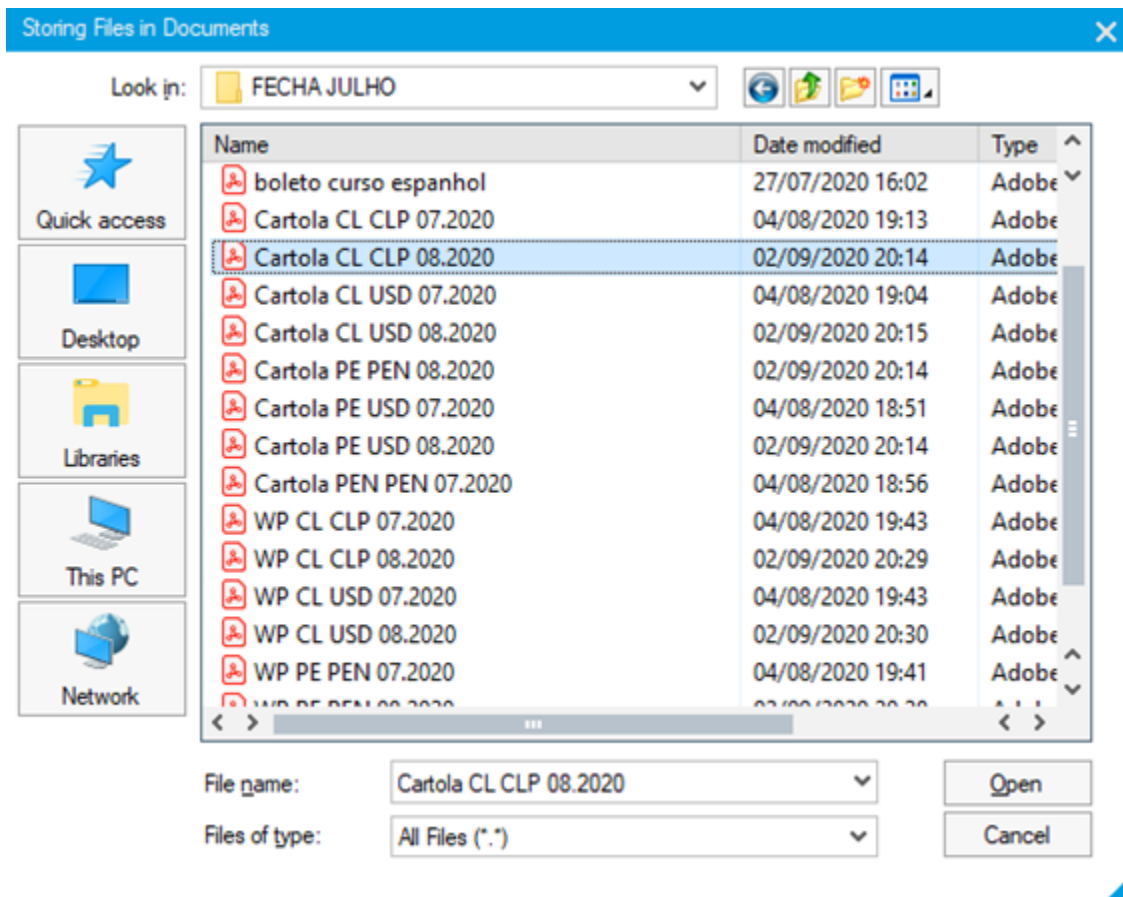 Storing Files in Documents
Look in: FECHA JULHO
Name Date modified Type
boleto curso espanhol 27/07/2020 16:02 Adobe
Cartola CL CLP 07.2020 04/08/2020 19:13 Adobe
Cartola CL CLP 08.2020 02/09/2020 20:14 Adobe
Cartola CL USD 07.2020 04/08/2020 19:04 Adobe
Cartola CL USD 08.2020 02/09/2020 20:15 Adobe
Cartola PE PEN 08.2020 02/09/2020 20:14 Adobe
Cartola PE USD 07.2020 04/08/2020 18:51 Adobe
Cartola PE USD 08.2020 02/09/2020 20:14 Adobe
Cartola PEN PEN 07.2020 04/08/2020 18:56 Adobe
WP CL CLP 07.2020 04/08/2020 19:43 Adobe
WP CL CLP 08.2020 02/09/2020 20:29 Adobe
WP CL USD 07.2020 04/08/2020 19:43 Adobe
WP CL USD 08.2020 02/09/2020 20:30 Adobe
WP PE PEN 07.2020 04/08/2020 19:41 Adobe
Quick access
Desktop
Libraries
This PC
Network
File name: Cartola CL CLP 08.2020 Open
Files of type: All Files (*.*) Cancel